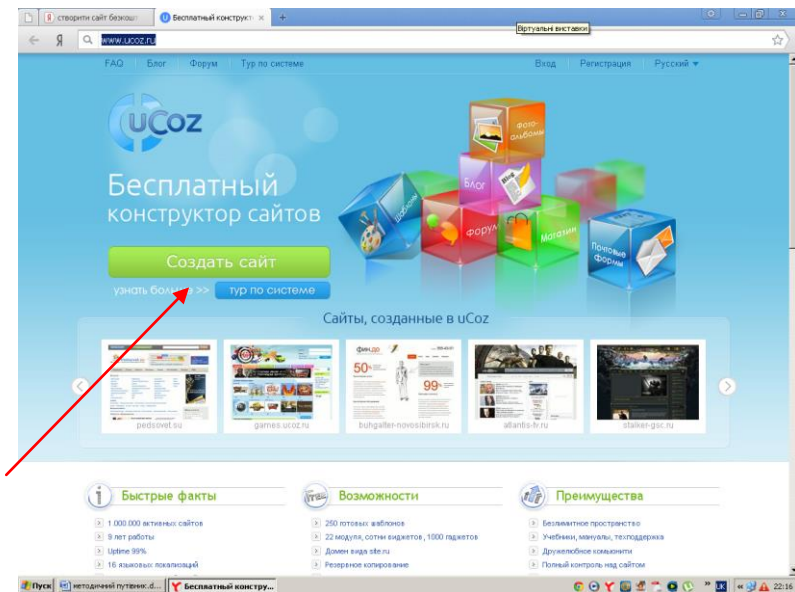 створити сайт безкошт
Бесплатный конструкт
Віртуальні виставки
Я
www.ucoz.ru
FAQ Блог Форум Тур по системе
Вход Регистрация Русский
uCoz
Бесплатный
конструктор сайтов
Фото-
альбомы
Блог
Шаблоны
Форум
Магазин
Почтовые
формы
Создать сайт
узнать больше >> тур по системе
Сайты, созданные в uCoz
50%
99%
pedsovet.su games.ucoz.ru buhgalter-novosibirsk.ru atlantis-tv.ru stalker-gsc.ru
Быстрые факты
1 000 000 активных сайтов
9 лет работы
Uptime 99%
16 языковых локализаций
Возможности
250 готовых шаблонов
22 модуля, сотни виджетов, 1000 гаджетов
Домен вида site.ru
Резервное копирование
Преимущества
Безлимитное пространство
Учебники, мануалы, техподдержка
Дружелюбное комьюнити
Полный контроль над сайтом
Пуск методичний путівник.d... Бесплатный констру... UK 22:16